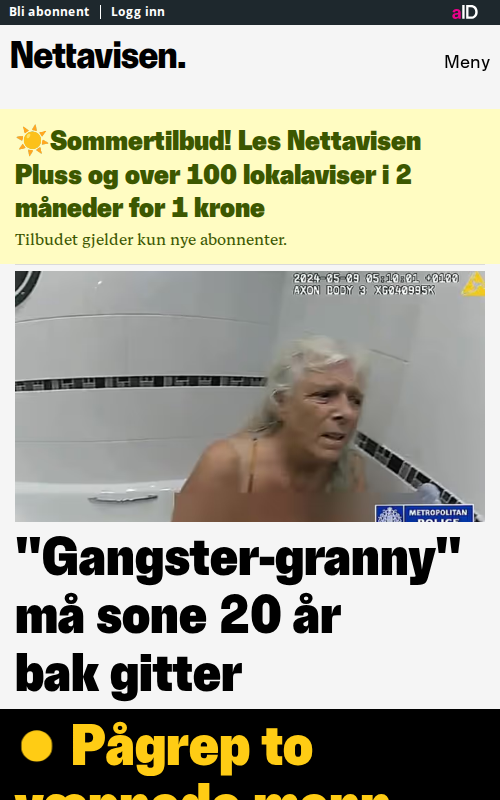 Bli abonnent | Logg inn
aID
Nettavisen.
Meny
☀️Sommertilbud! Les Nettavisen
Pluss og over 100 lokalaviser i 2
måneder for 1 krone
Tilbudet gjelder kun nye abonnenter.
2024-05-09 05:10:01 +0100
AXON BODY 3 X6040995K
METROPOLITAN
POLICE
"Gangster-granny"
må sone 20 år
bak gitter
Pågrep to
væpnede menn